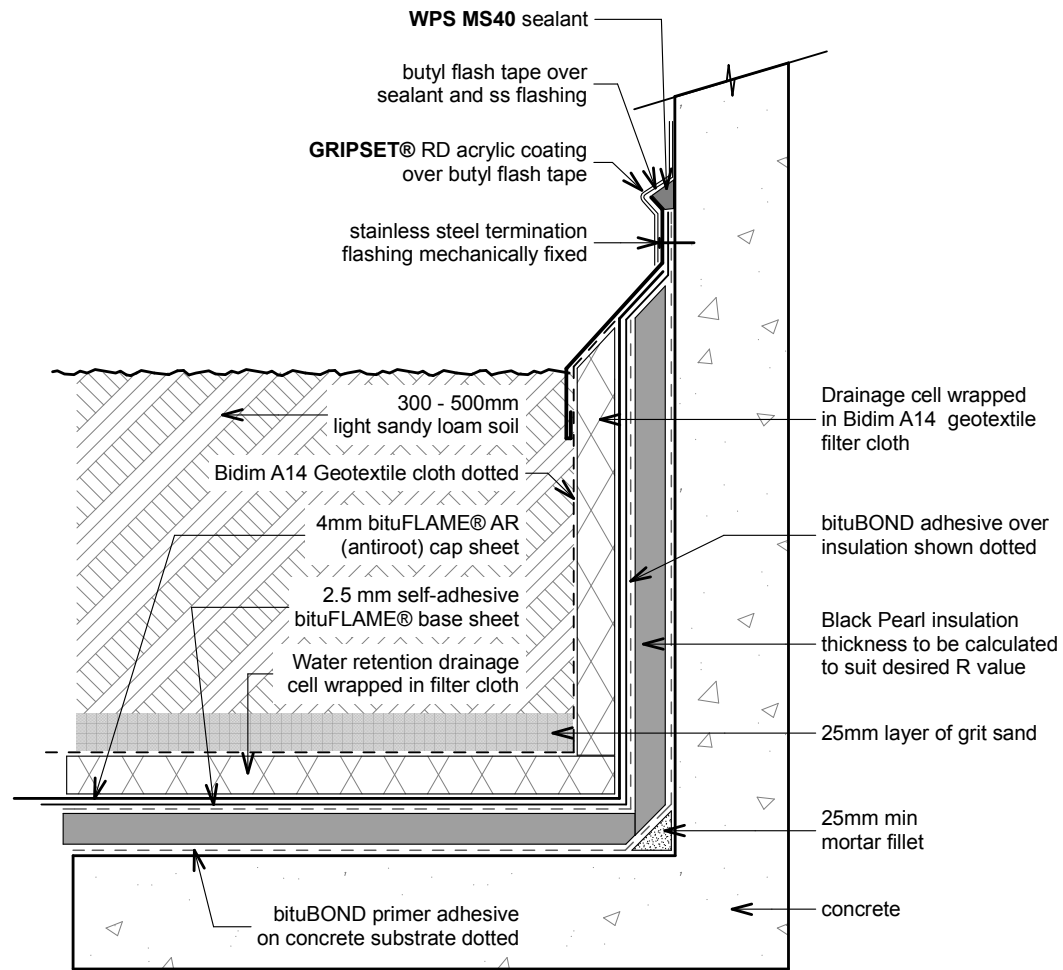 WPS MS40 sealant
butyl flash tape over
sealant and ss flashing
GRIPSET® RD acrylic coating
over butyl flash tape
stainless steel termination
flashing mechanically fixed
300 - 500mm
light sandy loam soil
Bidim A14 Geotextile cloth dotted
4mm bituFLAME® AR
(antiroot) cap sheet
2.5 mm self-adhesive
bituFLAME® base sheet
Water retention drainage
cell wrapped in filter cloth
bituBOND primer adhesive
on concrete substrate dotted
Drainage cell wrapped
in Bidim A14 geotextile
filter cloth
bituBOND adhesive over
insulation shown dotted
Black Pearl insulation
thickness to be calculated
to suit desired R value
25mm layer of grit sand
25mm min
mortar fillet
concrete